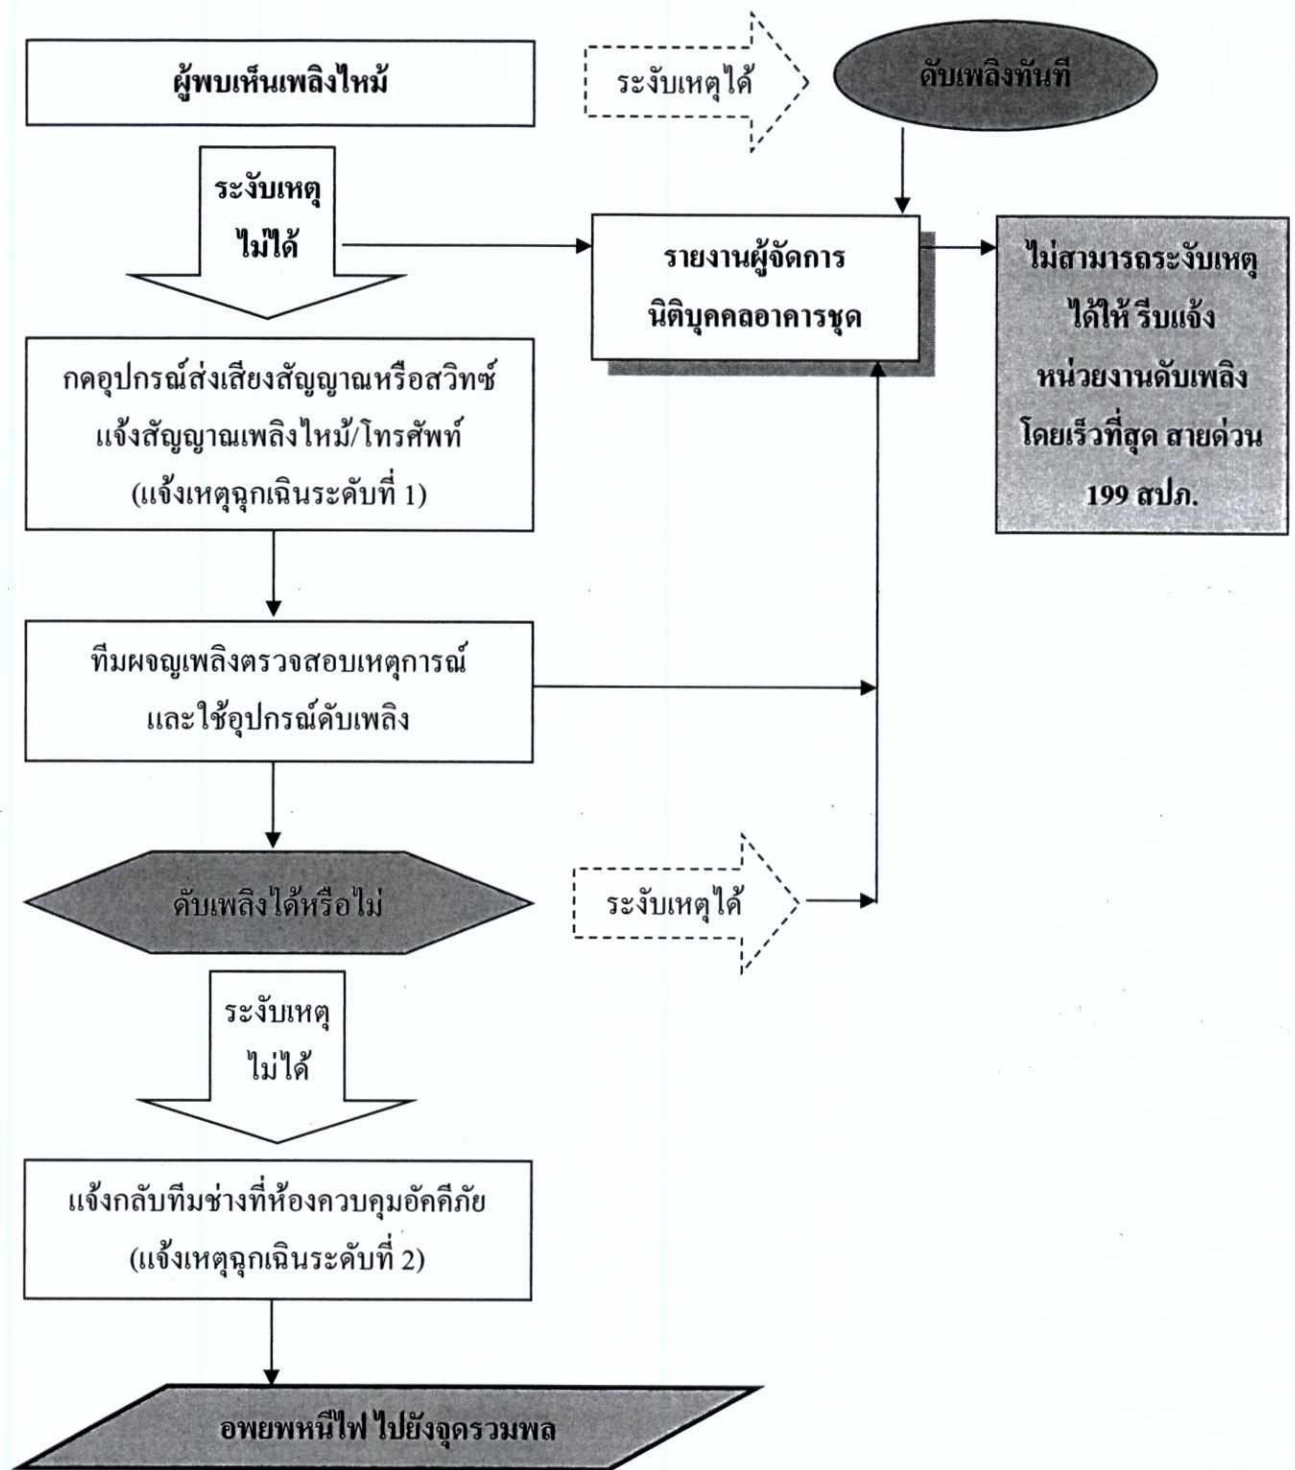 ผู้พบเห็นเพลิงไหม้
ระงับเหตุได้
ดับเพลิงทันที
ระงับเหตุ
ไม่ได้
รายงานผู้จัดการ
นิติบุคคลอาคารชุด
ไม่สามารถระงับเหตุ
ได้ให้ รีบแจ้ง
หน่วยงานดับเพลิง
โดยเร็วที่สุด สายด่วน
199 สปภ.
กดอุปกรณ์ส่งเสียงสัญญาณหรือสวิทซ์
แจ้งสัญญาณเพลิงไหม้/โทรศัพท์
(แจ้งเหตุฉุกเฉินระดับที่ 1)
ทีมผจญเพลิงตรวจสอบเหตุการณ์
และใช้อุปกรณ์ดับเพลิง
ดับเพลิงได้หรือไม่
ระงับเหตุได้
ระงับเหตุ
ไม่ได้
แจ้งกลับทีมช่างที่ห้องควบคุมอัคคีภัย
(แจ้งเหตุฉุกเฉินระดับที่ 2)
อพยพหนีไฟ ไปยังจุดรวมพล